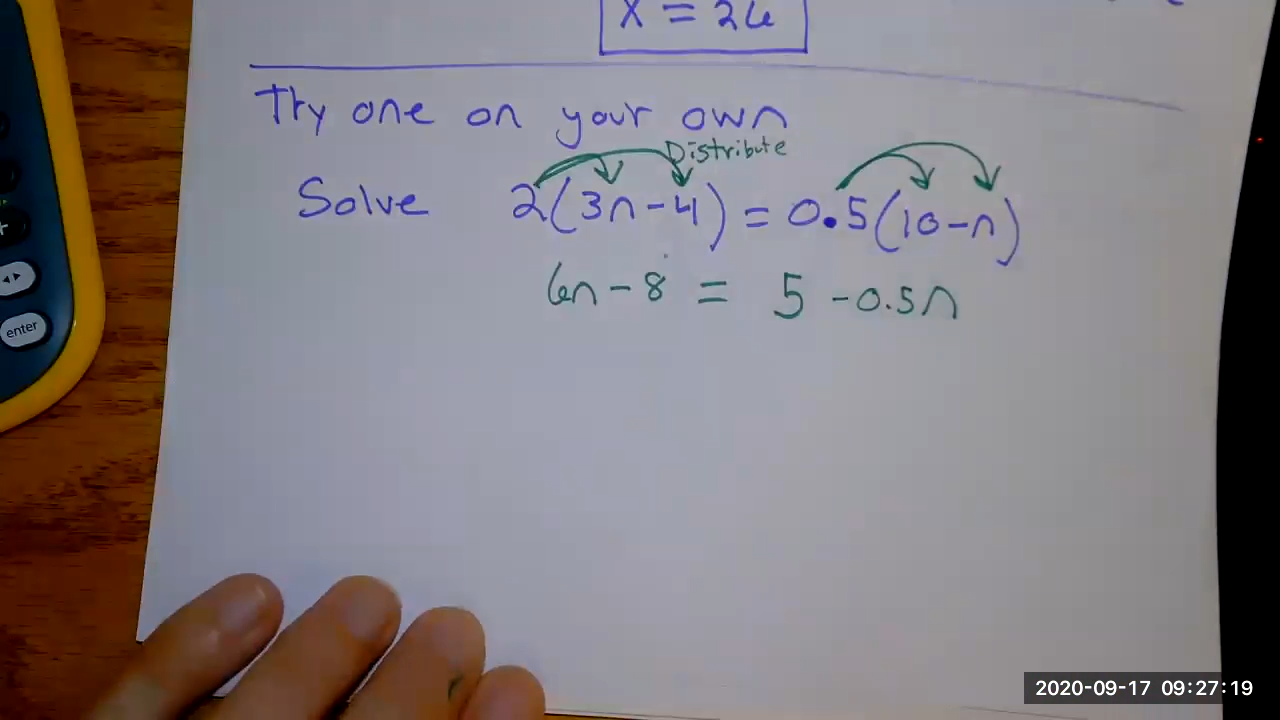 x = 26
Try one on your own
Distribute
Solve 2(3n-4) = 0.5(10-n)
6n - 8 = 5 - 0.5n
enter
2020-09-17 09:27:19